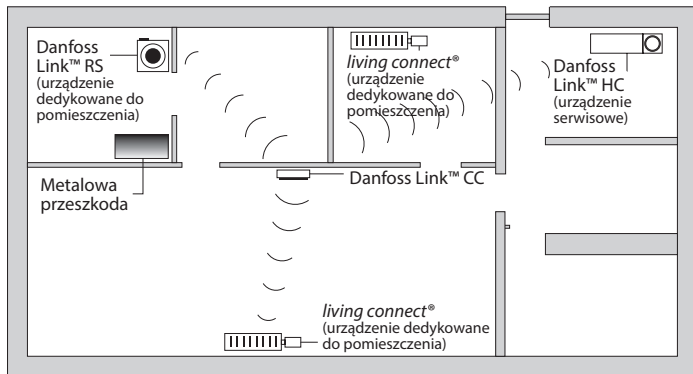 Danfoss
Link™ RS
(urządzenie
dedykowane do
pomieszczenia)
Metalowa
przeszkoda
living connect®
(urządzenie
dedykowane do
pomieszczenia)
Danfoss
Link™ HC
(urządzenie
serwisowe)
Danfoss Link™ CC
living connect®
(urządzenie dedykowane
do pomieszczenia)